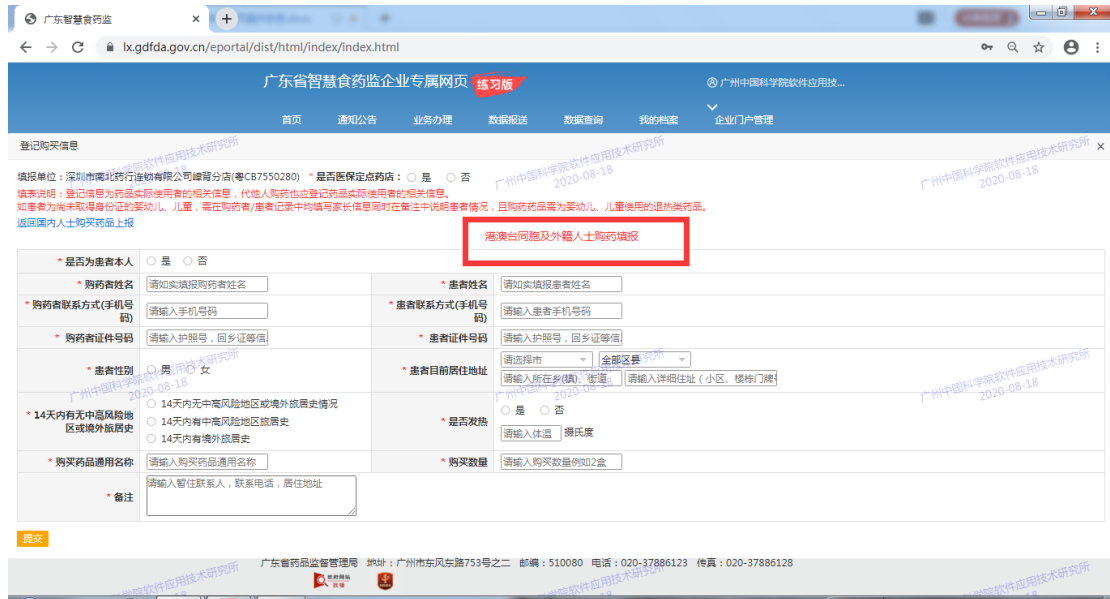 广东智慧食药监
lx.gdfda.gov.cn/eportal/dist/html/index/index.html
广东省智慧食药监企业专属网页 练习版
广州中国科学院软件应用技...
首页 通知公告 业务办理 数据报送 数据查询 我的档案 企业门户管理
登记购买信息
填报单位：深圳市南北药行连锁有限公司嶂背分店(粤CB7550280) *是否医保定点药店： 是 否
填表说明：登记信息为药品实际使用者的相关信息，代他人购药也应登记药品实际使用者的相关信息。
如患者为尚未取得身份证的婴幼儿、儿童，需在购药者/患者记录中均填写家长信息同时在备注中说明患者情况，且购药药品需为婴幼儿、儿童使用的退热类药品。
返回国内人士购买药品上报
港澳台同胞及外籍人士购药填报
* 是否为患者本人 是 否
* 购药者姓名 请如实填报购药者姓名 * 患者姓名 请如实填报患者姓名
* 购药者联系方式(手机号码) 请输入手机号码 * 患者联系方式(手机号码) 请输入患者手机号码
* 购药者证件号码 请输入护照号，回乡证等信 * 患者证件号码 请输入护照号，回乡证等信
* 患者性别 男 女 * 患者目前居住地址 请选择市 全部区县
请输入所在乡(镇)、街道 请输入详细住址（小区、楼栋门牌
* 14天内有无中高风险地区或境外旅居史 14天内无中高风险地区或境外旅居史情况
14天内有中高风险地区旅居史
14天内有境外旅居史
* 是否发热 是 否
请输入体温 摄氏度
* 购买药品通用名称 请输入购买药品通用名称 * 购买数量 请输入购买数量例如2盒
* 备注 请输入暂住联系人，联系电话，居住地址
提交
广东省药品监督管理局 地址：广州市东风东路753号之二 邮编：510080 电话：020-37886123 传真：020-37886128
政府网站
找错
广州中国科学院软件应用技术研究所
2020-08-18